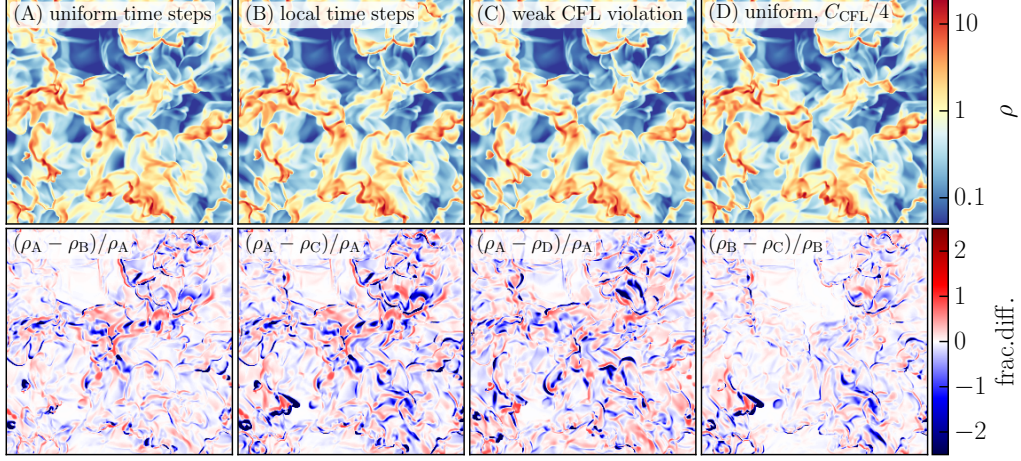 (A) uniform time steps
(B) local time steps
(C) weak CFL violation
(D) uniform, C_CFL/4
10
1
0.1
ρ
(ρ_A − ρ_B)/ρ_A
(ρ_A − ρ_C)/ρ_A
(ρ_A − ρ_D)/ρ_A
(ρ_B − ρ_C)/ρ_B
2
1
0
−1
−2
frac.diff.